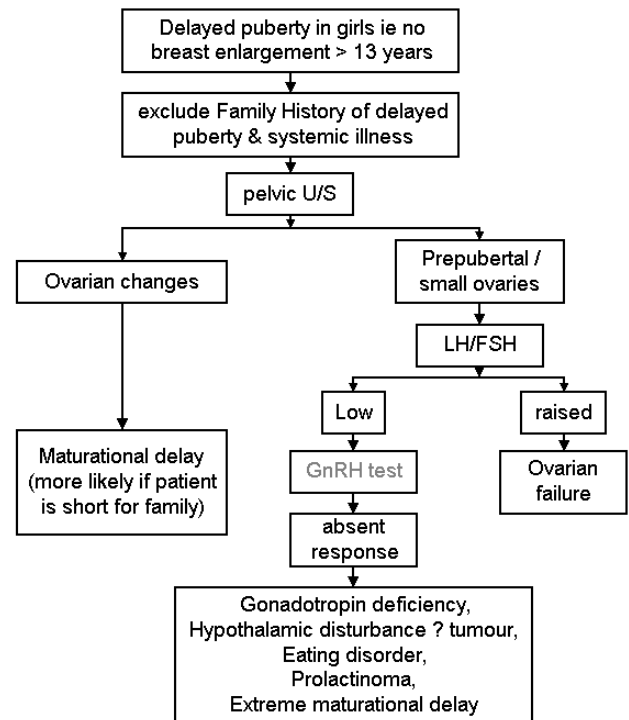 Delayed puberty in girls ie no
breast enlargement > 13 years
exclude Family History of delayed
puberty & systemic illness
pelvic U/S
Ovarian changes
Prepubertal /
small ovaries
LH/FSH
Low
raised
Maturational delay
(more likely if patient
is short for family)
GnRH test
Ovarian
failure
absent
response
Gonadotropin deficiency,
Hypothalamic disturbance ? tumour,
Eating disorder,
Prolactinoma,
Extreme maturational delay